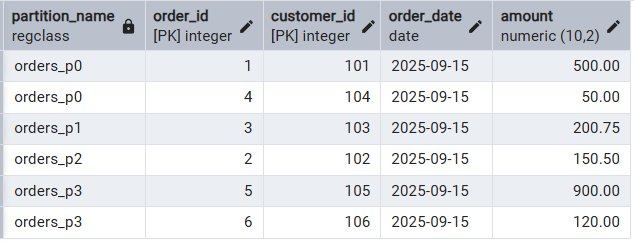 partition_name order_id customer_id order_date amount
regclass [PK] integer [PK] integer date numeric (10,2)
orders_p0 1 101 2025-09-15 500.00
orders_p0 4 104 2025-09-15 50.00
orders_p1 3 103 2025-09-15 200.75
orders_p2 2 102 2025-09-15 150.50
orders_p3 5 105 2025-09-15 900.00
orders_p3 6 106 2025-09-15 120.00